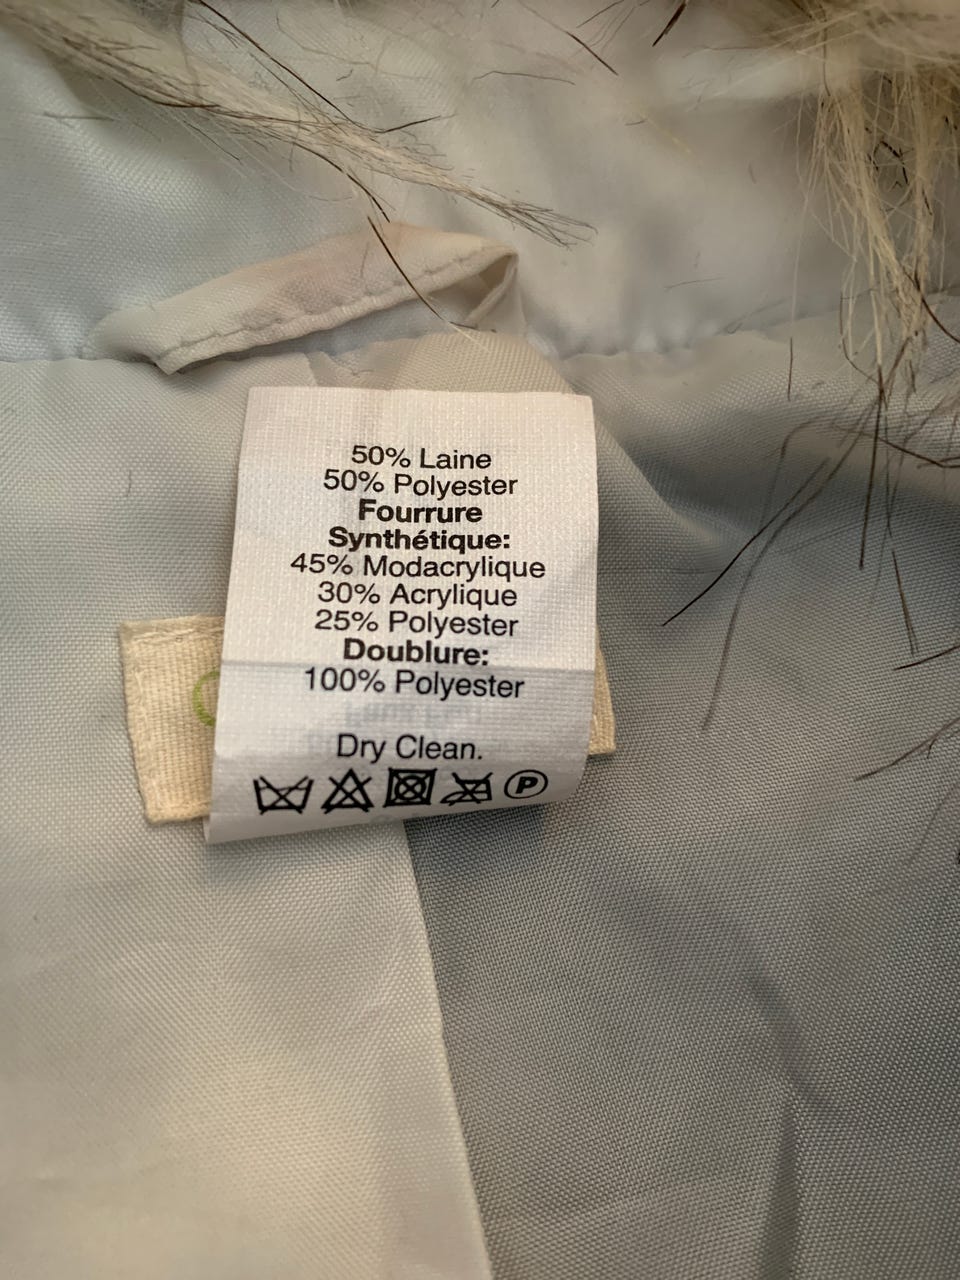 50% Laine
50% Polyester
Fourrure
Synthétique:
45% Modacrylique
30% Acrylique
25% Polyester
Doublure:
100% Polyester
Dry Clean.
P